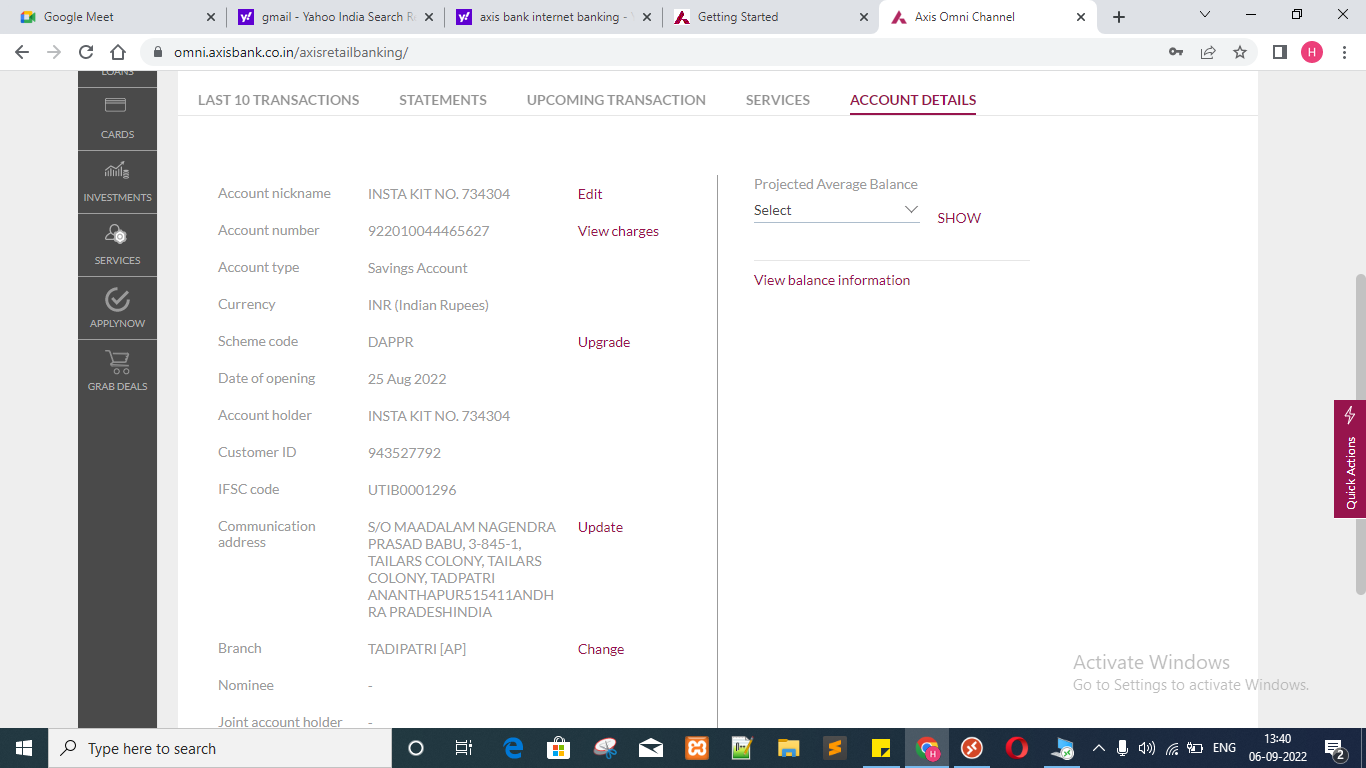 Google Meet
gmail - Yahoo India Search R
axis bank internet banking -
Getting Started
Axis Omni Channel
omni.axisbank.co.in/axisretailbanking/
H
LOANS
CARDS
INVESTMENTS
SERVICES
APPLYNOW
GRAB DEALS
LAST 10 TRANSACTIONS STATEMENTS UPCOMING TRANSACTION SERVICES ACCOUNT DETAILS
Account nickname INSTA KIT NO. 734304 Edit
Account number 922010044465627 View charges
Account type Savings Account
Currency INR (Indian Rupees)
Scheme code DAPPR Upgrade
Date of opening 25 Aug 2022
Account holder INSTA KIT NO. 734304
Customer ID 943527792
IFSC code UTIB0001296
Communication address
S/O MAADALAM NAGENDRA
PRASAD BABU, 3-845-1,
TAILARS COLONY, TAILARS
COLONY, TADPATRI
ANANTHAPUR515411ANDH
RA PRADESHINDIA
Update
Branch TADIPATRI [AP] Change
Nominee -
Joint account holder -
Projected Average Balance
Select
SHOW
View balance information
Quick Actions
Activate Windows
Go to Settings to activate Windows.
Type here to search
ENG
13:40
06-09-2022
2